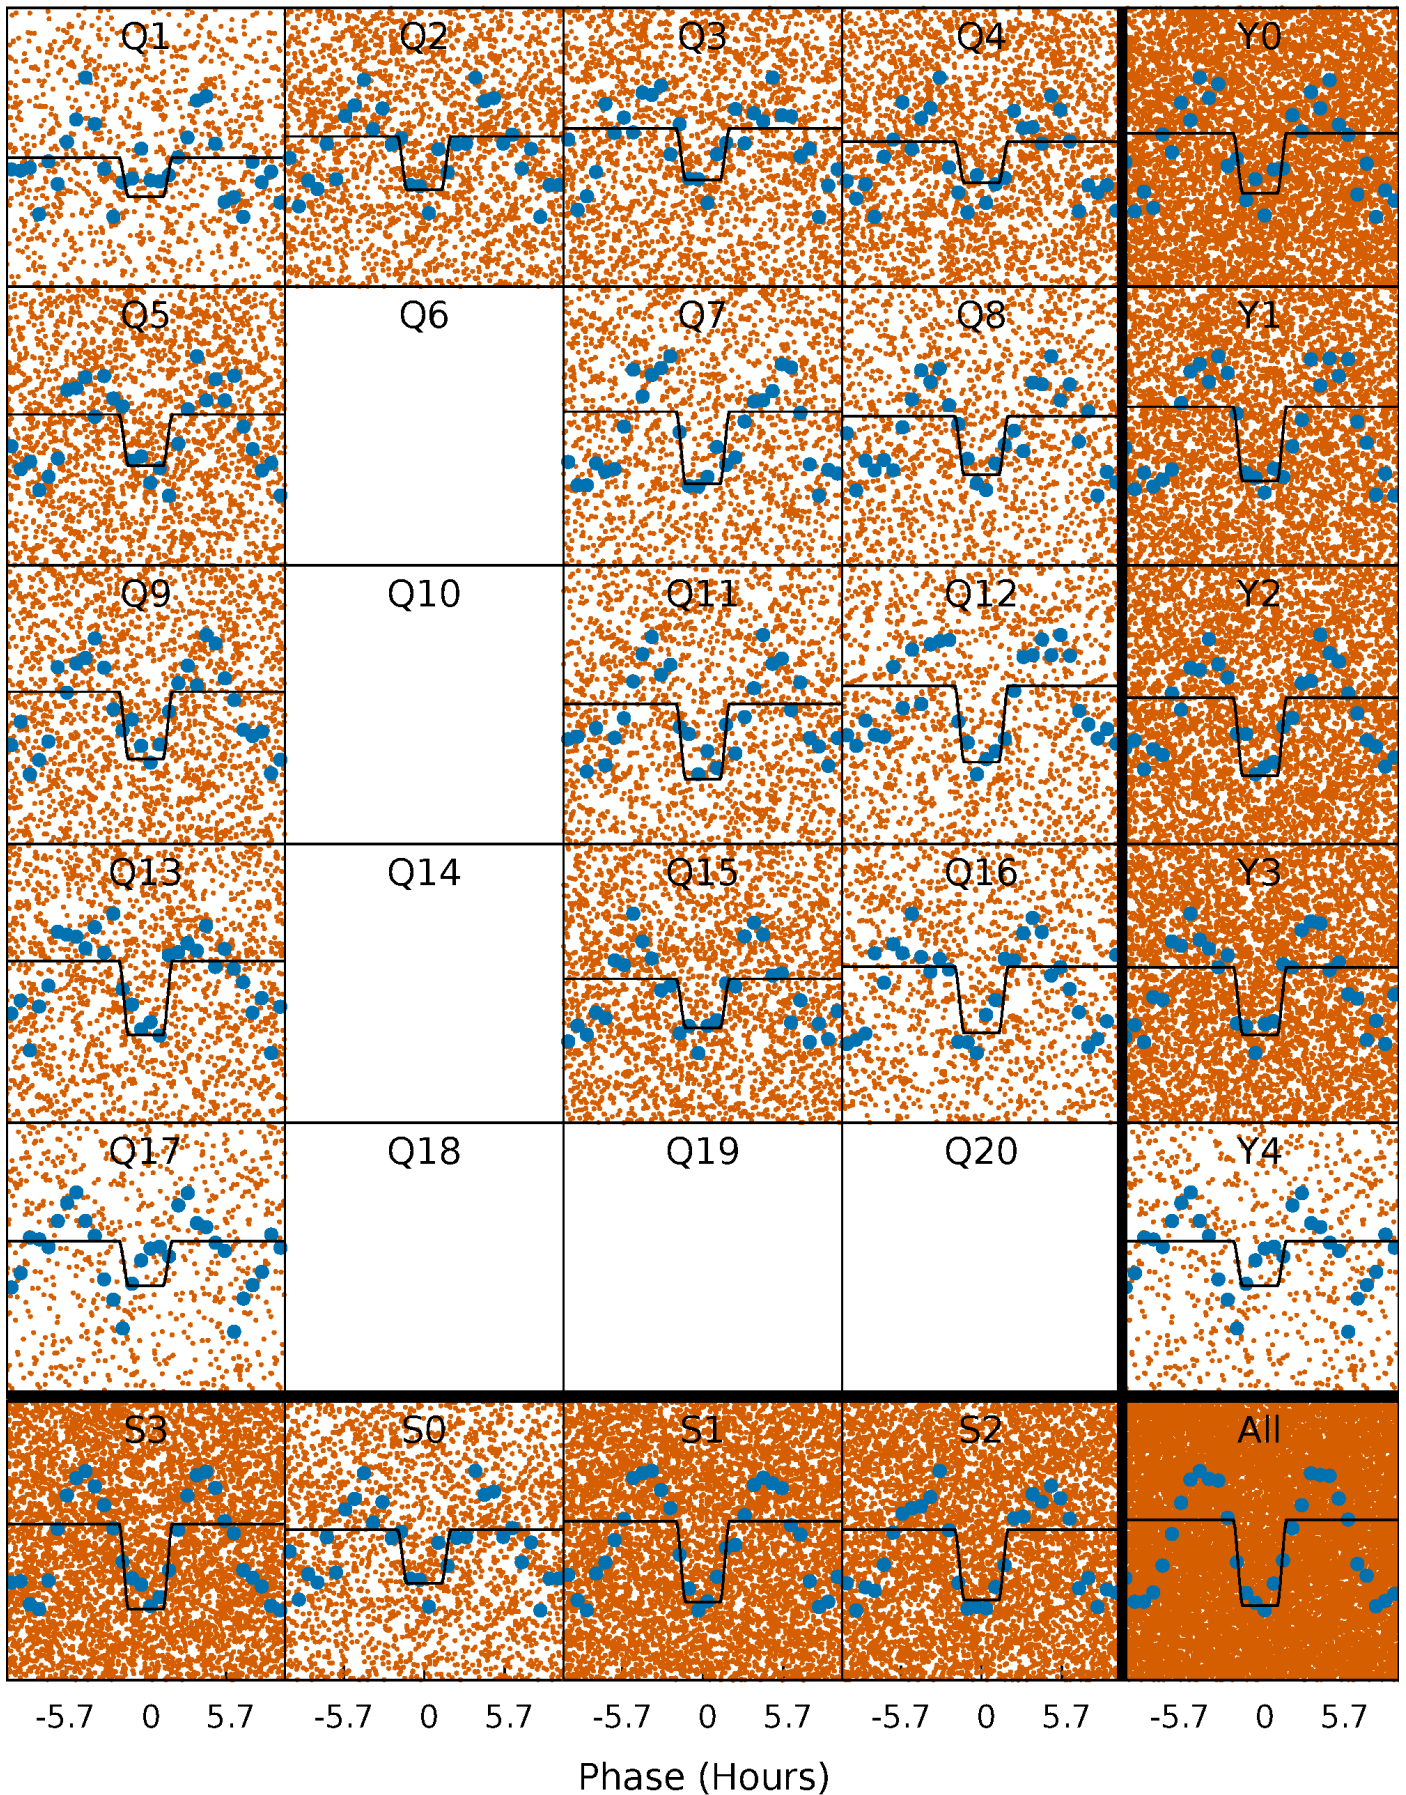 Q1 Q2 Q3 Q4 Y0
Q5 Q6 Q7 Q8 Y1
Q9 Q10 Q11 Q12 Y2
Q13 Q14 Q15 Q16 Y3
Q17 Q18 Q19 Q20 Y4
S3 S0 S1 S2 All
-5.7 0 5.7 -5.7 0 5.7 -5.7 0 5.7 -5.7 0 5.7 -5.7 0 5.7
Phase (Hours)